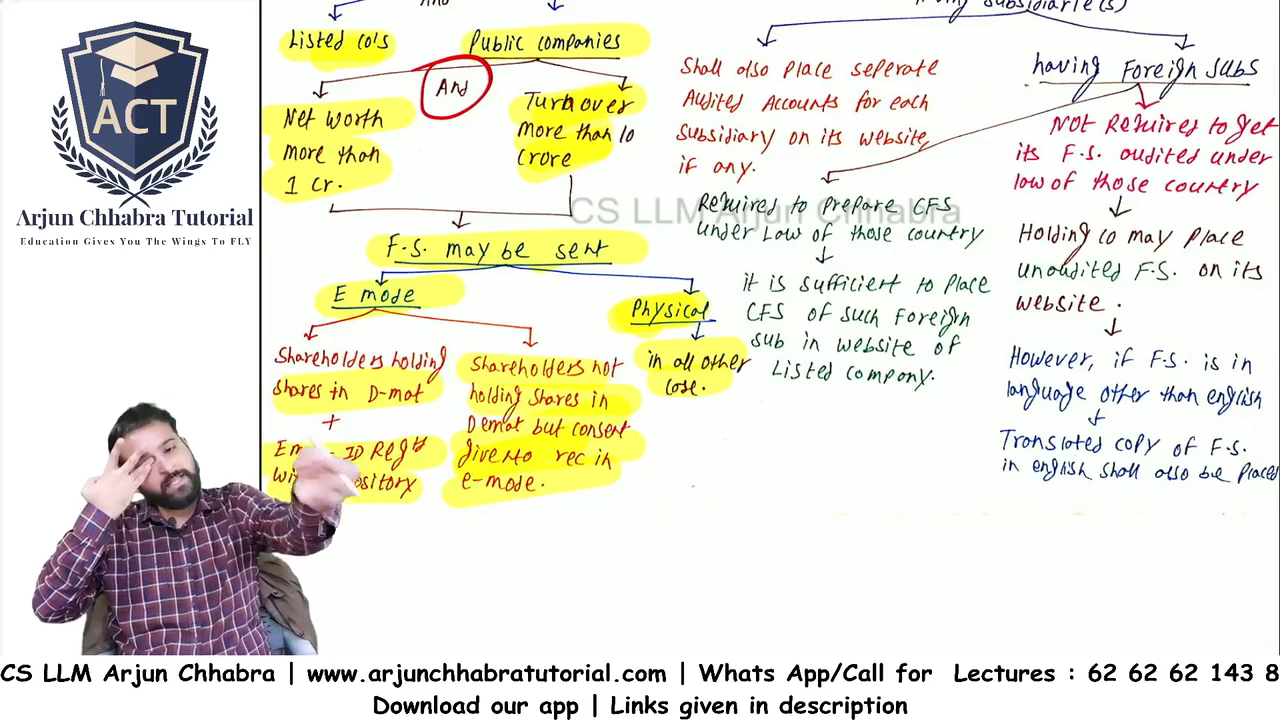 And
having subsidiarie(s)
Listed co's
Public companies
And
Net worth
more than
1 Cr.
Turnover
more than 10
Crore
F.S. may be sent
E mode
Physical
in all other
Case.
Shareholders holding
shares in D-mat
+
ID Reg
Shareholders not
holding shares in
Demat but consent
given to rec in
e-mode.
Shall also place seperate
Audited Accounts for each
Subsidiary on its website,
if any.
having Foreign subs
Required to Prepare CFS
under Law of those country
it is sufficient to place
CFS of such Foreign
sub in website of
Listed company.
NOT Required to get
its F.S. audited under
law of those country
Holding co may place
unaudited F.S. on its
website.
However, if F.S. is in
language other than english
Translated copy of F.S.
in english shall also be placed
CS LLM Arjun Chhabra
ACT
Arjun Chhabra Tutorial
Education Gives You The Wings To FLY
CS LLM Arjun Chhabra | www.arjunchhabratutorial.com | Whats App/Call for Lectures : 62 62 62 143 8
Download our app | Links given in description